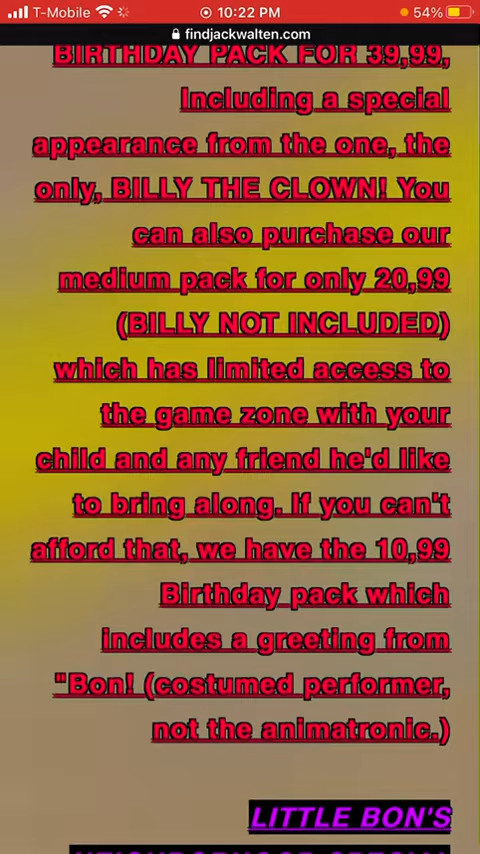 T-Mobile 10:22 PM 54%
findjackwalten.com
BIRTHDAY PACK FOR 39,99,
Including a special
appearance from the one, the
only, BILLY THE CLOWN! You
can also purchase our
medium pack for only 20,99
(BILLY NOT INCLUDED)
which has limited access to
the game zone with your
child and any friend he'd like
to bring along. If you can't
afford that, we have the 10,99
Birthday pack which
includes a greeting from
"Bon! (costumed performer,
not the animatronic.)
LITTLE BON'S
NEIGHBORHOOD SPECIAL